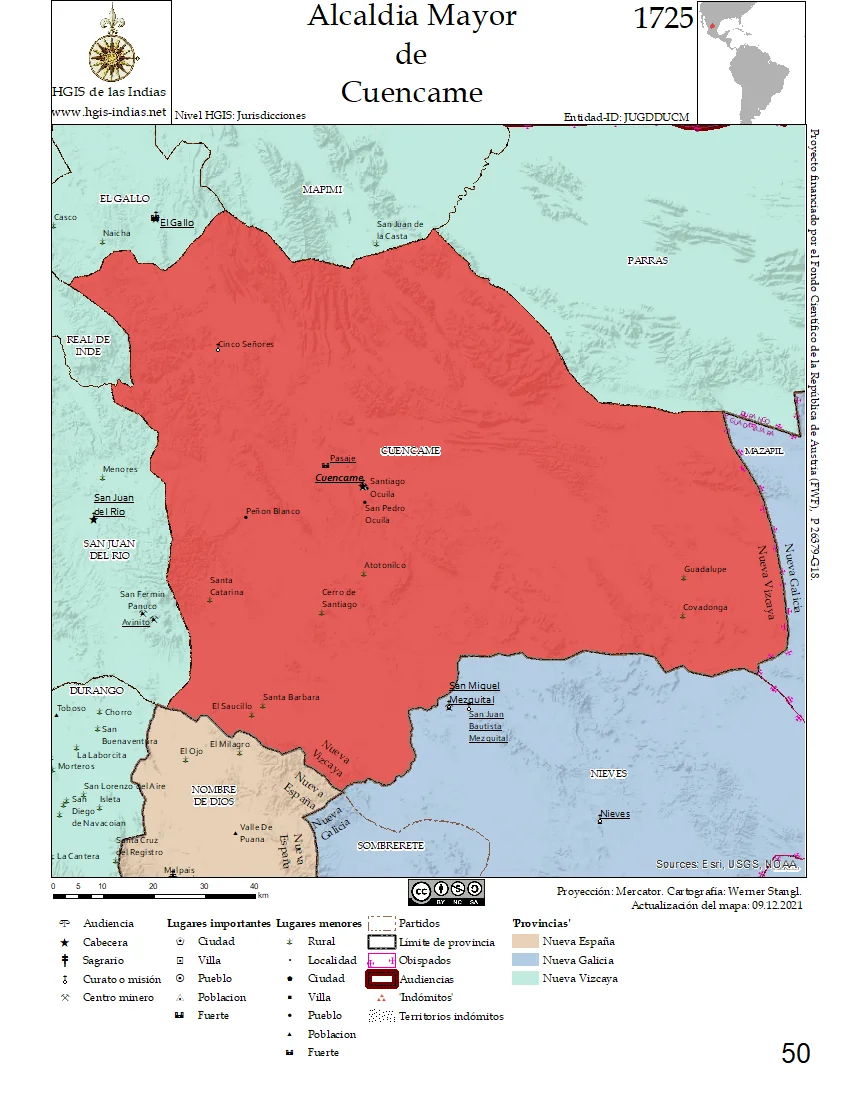 Alcaldia Mayor
de
Cuencame
1725
HGIS de las Indias
www.hgis-indias.net
Nivel HGIS: Jurisdicciones
Entidad-ID: JUGDDUCM
Proyecto financiado por el Fondo Científico de la República de Austria (FWF), P 26379-G18.
EL GALLO
MAPIMI
Casco
El Gallo
Naicha
San Juan de
la Casta
PARRAS
REAL DE
INDE
Cinco Señores
DURANGO
GUADALAJARA
MAZAPIL
CUENCAME
Pasaje
Cuencame
Santiago
Ocuila
San Pedro
Ocuila
Menores
San Juan
del Rio
Peñon Blanco
SAN JUAN
DEL RIO
Nueva Vizcaya
Nueva Galicia
Atotonilco
Guadalupe
Santa
Catarina
Cerro de
Santiago
Covadonga
San Fermin
Panuco
Avinito
DURANGO
Toboso
Chorro
San
Buenaventura
La Laborcita
Morteros
El Saucillo
Santa Barbara
San Miguel
Mezquital
San Juan
Bautista
Mezquital
El Ojo
El Milagro
Nueva
Vizcaya
Nueva
España
San Lorenzo del Aire
San
Diego
de Navacoian
Isleta
NOMBRE
DE DIOS
NIEVES
Nieves
Nueva
Galicia
Valle De
Puana
Nueva
España
SOMBRERETE
Santa Cruz
del Registro
La Cantera
Malpais
Sources: Esri, USGS, NOAA
0 5 10 20 30 40
km
CC BY NC SA
Proyección: Mercator. Cartografía: Werner Stangl.
Actualización del mapa: 09.12.2021
Audiencia
Cabecera
Sagrario
Curato o misión
Centro minero
Lugares importantes
Ciudad
Villa
Pueblo
Poblacion
Fuerte
Lugares menores
Rural
Localidad
Ciudad
Villa
Pueblo
Poblacion
Fuerte
Partidos
Límite de provincia
Obispados
Audiencias
'Indómitos'
Territorios indómitos
'Provincias'
Nueva España
Nueva Galicia
Nueva Vizcaya
50